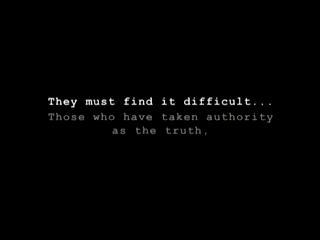 They must find it difficult...
Those who have taken authority
as the truth,